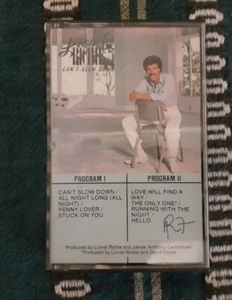 Lionel Richie
CAN'T SLOW DOWN
PROGRAM I
PROGRAM II
CAN'T SLOW DOWN/
ALL NIGHT LONG (ALL
NIGHT)/
PENNY LOVER/
STUCK ON YOU
LOVE WILL FIND A
WAY/
THE ONLY ONE*/
RUNNING WITH THE
NIGHT/
HELLO
Produced by Lionel Richie and James Anthony Carmichael
*Produced by Lionel Richie and